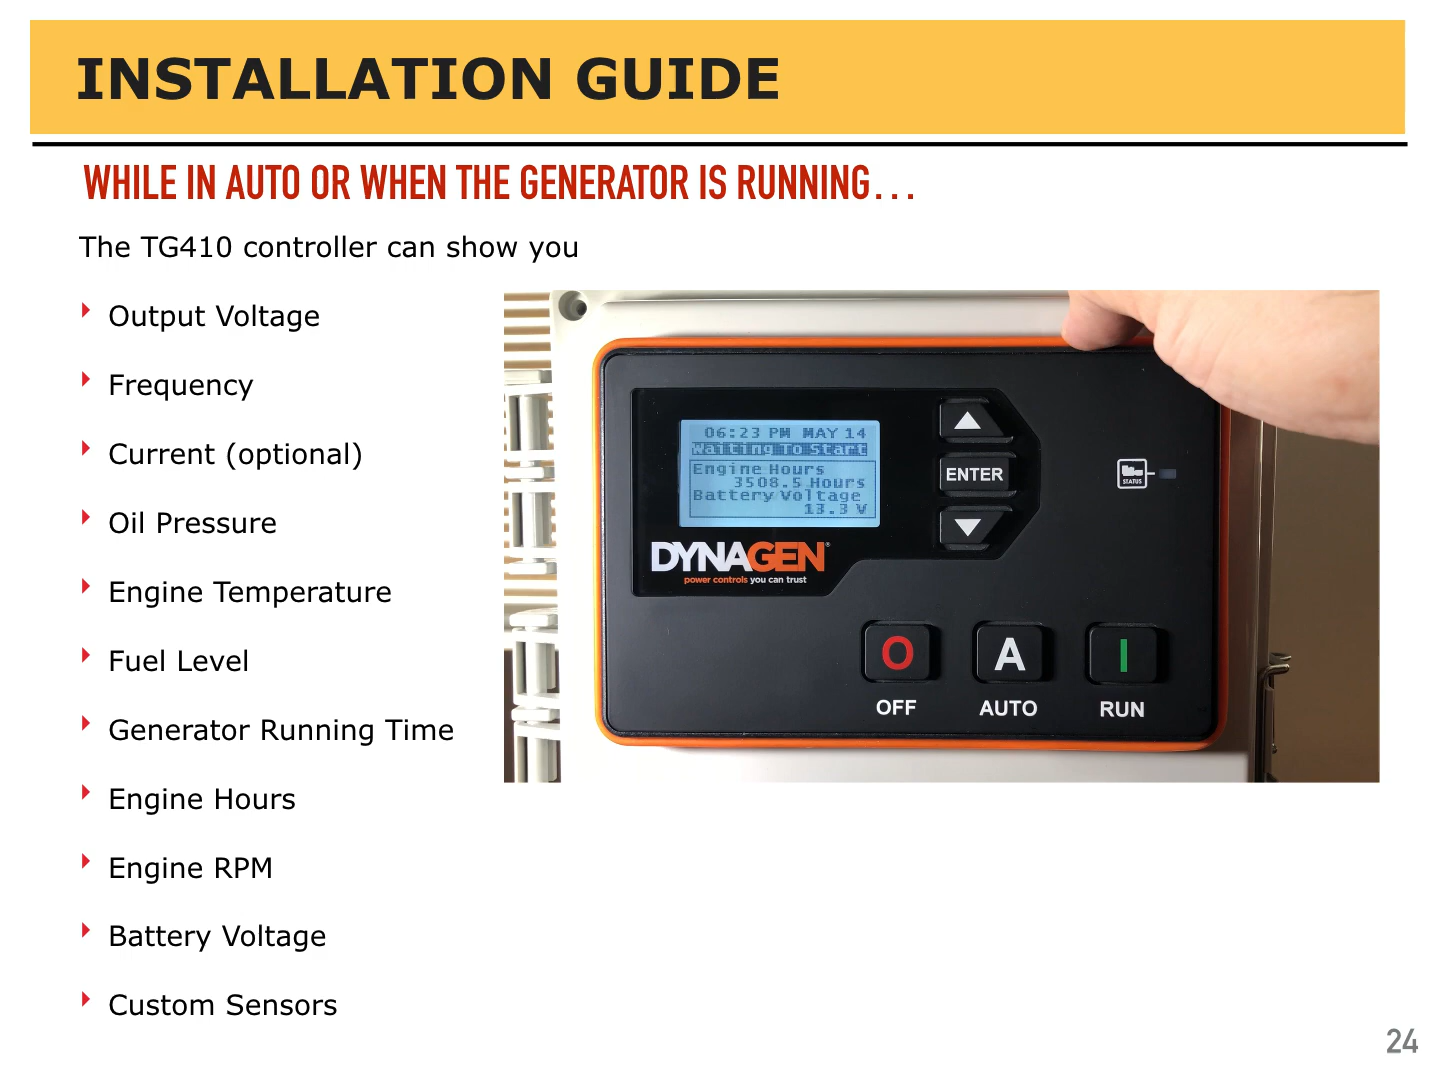 INSTALLATION GUIDE
WHILE IN AUTO OR WHEN THE GENERATOR IS RUNNING...
The TG410 controller can show you
Output Voltage
Frequency
Current (optional)
Oil Pressure
Engine Temperature
Fuel Level
Generator Running Time
Engine Hours
Engine RPM
Battery Voltage
Custom Sensors
06:23 PM MAY 14
Waiting To Start
Engine Hours
3508.5 Hours
Battery Voltage
13.3 V
ENTER
STATUS
DYNAGEN®
power controls you can trust
O A I
OFF AUTO RUN
24